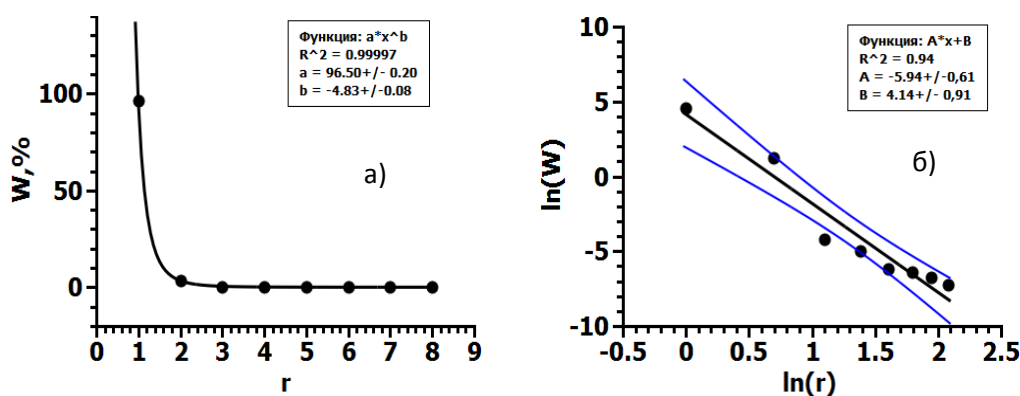 Функция: a*x^b
R^2 = 0.99997
a = 96.50+/- 0.20
b = -4.83+/-0.08
а)
W,%
100
50
0
0 1 2 3 4 5 6 7 8 9
r
Функция: A*x+B
R^2 = 0.94
A = -5.94+/-0,61
B = 4.14+/- 0,91
б)
ln(W)
10
5
0
-5
-10
-0.5 0 0.5 1 1.5 2 2.5
ln(r)